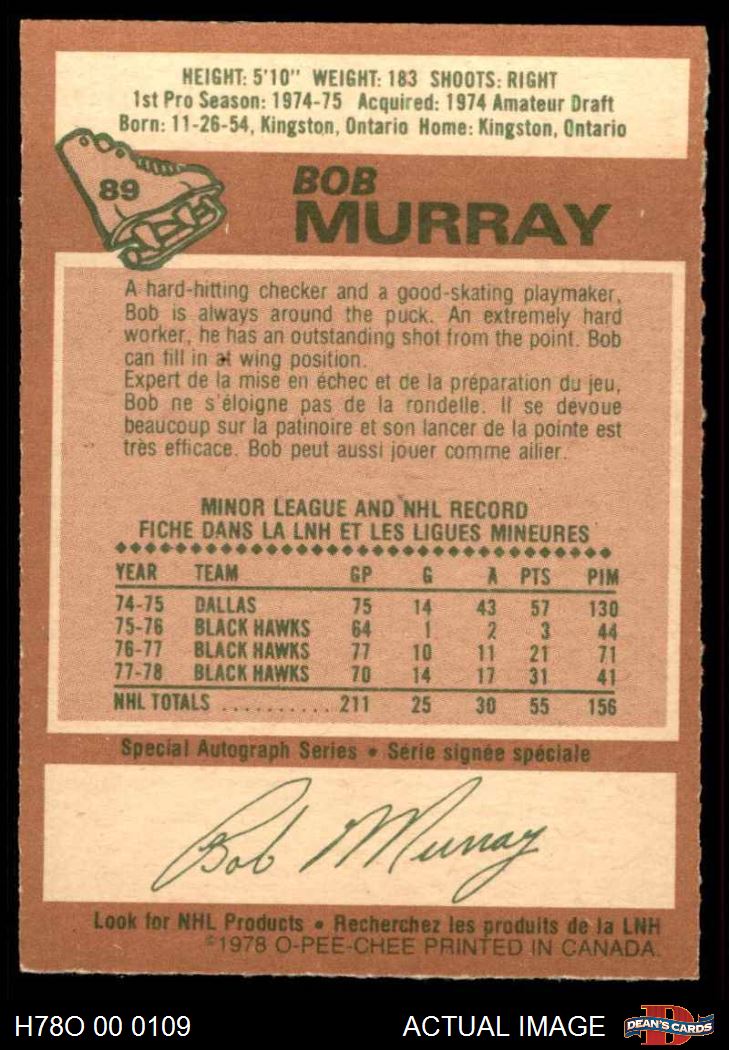 HEIGHT: 5'10" WEIGHT: 183 SHOOTS: RIGHT
1st Pro Season: 1974-75 Acquired: 1974 Amateur Draft
Born: 11-26-54, Kingston, Ontario Home: Kingston, Ontario
89
BOB
MURRAY
A hard-hitting checker and a good-skating playmaker,
Bob is always around the puck. An extremely hard
worker, he has an outstanding shot from the point. Bob
can fill in at wing position.
Expert de la mise en échec et de la préparation du jeu,
Bob ne s'éloigne pas de la rondelle. Il se devoue
beaucoup sur la patinoire et son lancer de la pointe est
très efficace. Bob peut aussi jouer comme ailier.
MINOR LEAGUE AND NHL RECORD
FICHE DANS LA LNH ET LES LIGUES MINEURES
YEAR TEAM GP G A PTS PIM
74-75 DALLAS 75 14 43 57 130
75-76 BLACK HAWKS 64 1 2 3 44
76-77 BLACK HAWKS 77 10 11 21 71
77-78 BLACK HAWKS 70 14 17 31 41
NHL TOTALS .......... 211 25 30 55 156
Special Autograph Series • Série signée spéciale
Bob Murray
Look for NHL Products • Recherchez les produits de la LNH
©1978 O-PEE-CHEE PRINTED IN CANADA.
H78O 00 0109 ACTUAL IMAGE DEAN'S CARDS